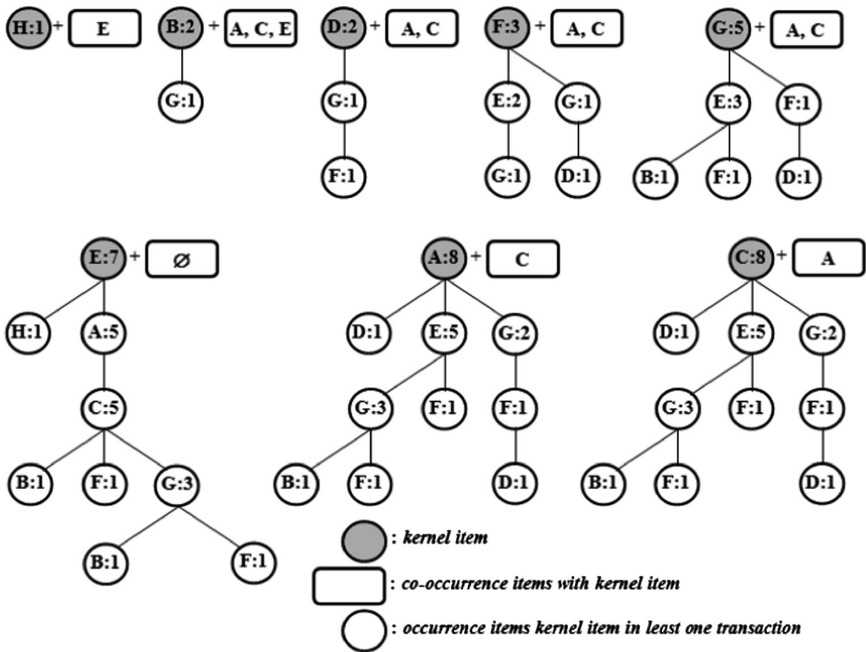 H:1 + E B:2 + A, C, E D:2 + A, C F:3 + A, C G:5 + A, C
G:1 G:1 E:2 G:1 E:3 F:1
F:1 G:1 D:1 B:1 F:1 D:1
E:7 + Ø A:8 + C C:8 + A
H:1 A:5 D:1 E:5 G:2 D:1 E:5 G:2
C:5 G:3 F:1 F:1 G:3 F:1 F:1
B:1 F:1 G:3 B:1 F:1 D:1 B:1 F:1 D:1
B:1 F:1
: kernel item
: co-occurrence items with kernel item
: occurrence items kernel item in least one transaction